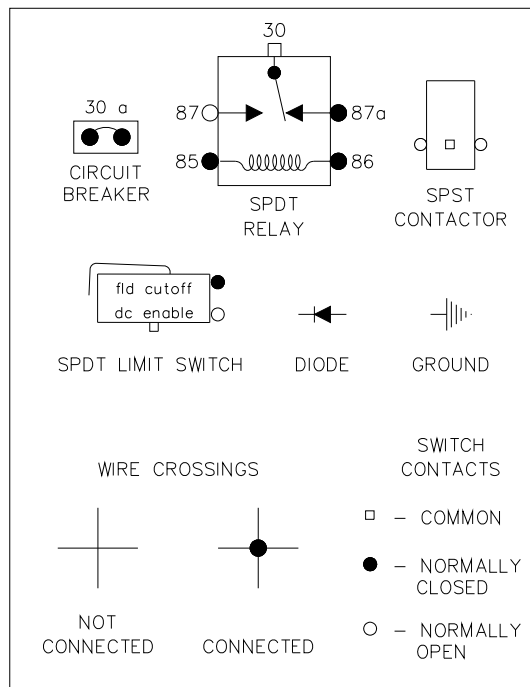 30
87
87a
85
86
SPDT
RELAY
30 a
CIRCUIT
BREAKER
SPST
CONTACTOR
fld cutoff
dc enable
SPDT LIMIT SWITCH
DIODE
GROUND
WIRE CROSSINGS
NOT
CONNECTED
CONNECTED
SWITCH
CONTACTS
– COMMON
– NORMALLY
CLOSED
– NORMALLY
OPEN